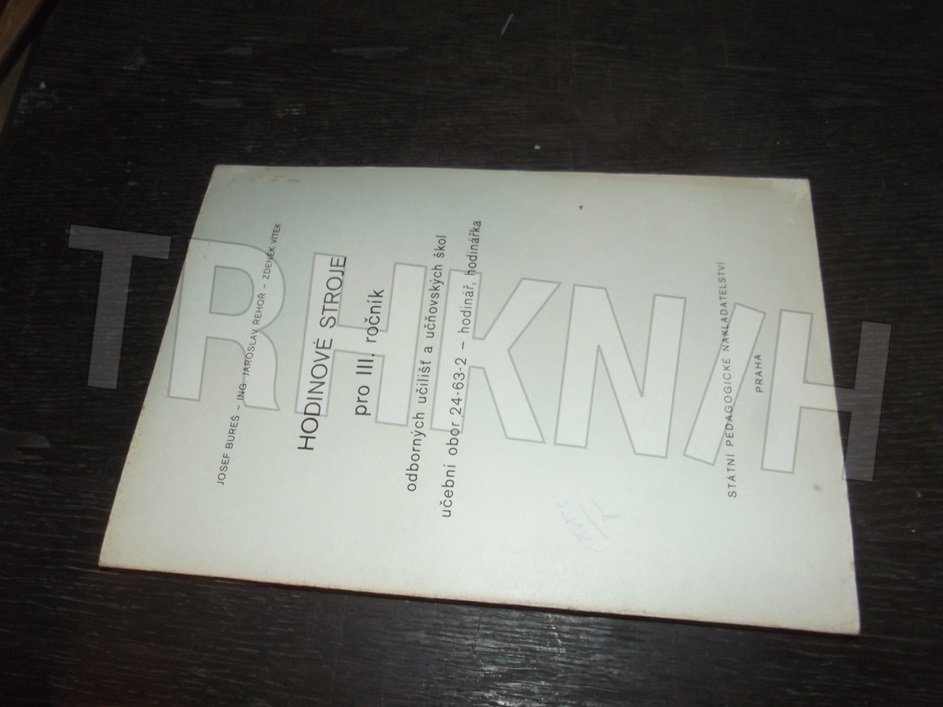 JOSEF BUREŠ – ING. JAROSLAV ŘEHOŘ – ZDENĚK VÍTEK
HODINOVÉ STROJE
pro III. ročník
odborných učilišť a učňovských škol
učební obor 24-63-2 – hodinář, hodinářka
STÁTNÍ PEDAGOGICKÉ NAKLADATELSTVÍ
PRAHA
TRHKNIH